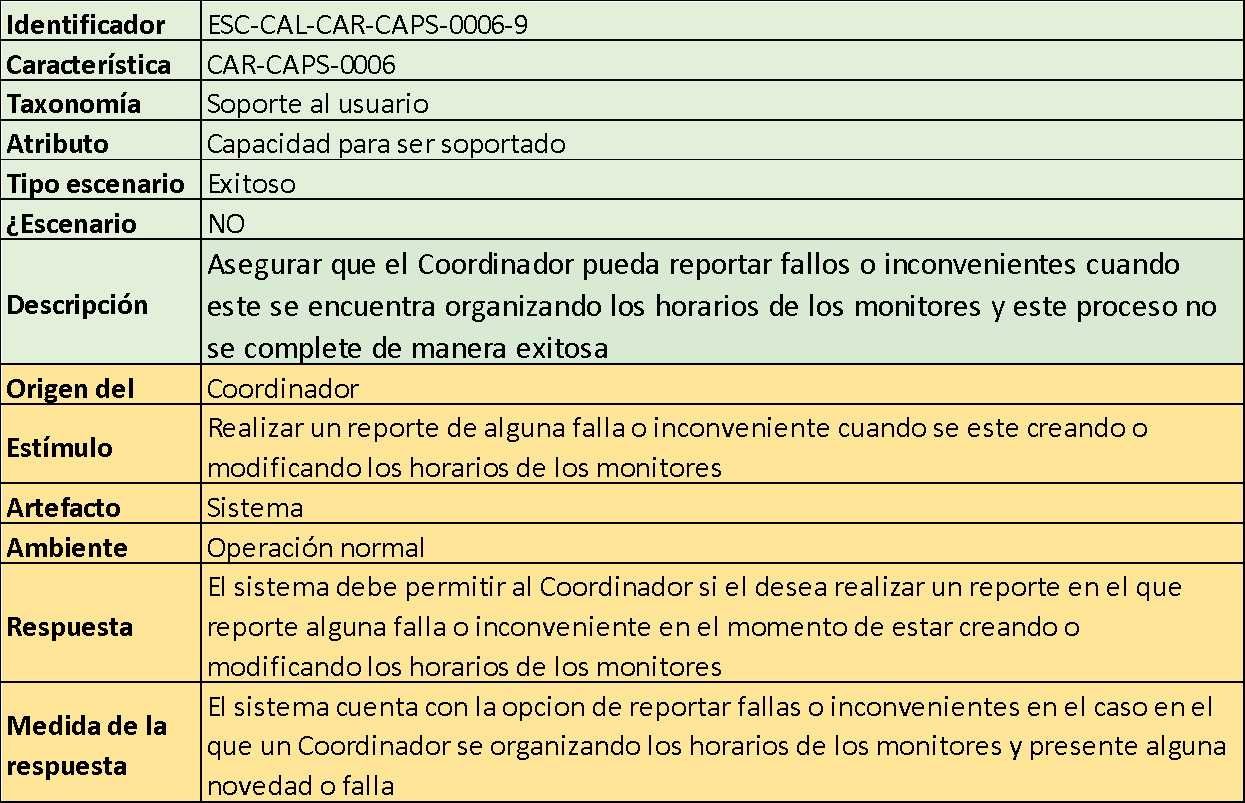 Identificador ESC-CAL-CAR-CAPS-0006-9
Característica CAR-CAPS-0006
Taxonomía Soporte al usuario
Atributo Capacidad para ser soportado
Tipo escenario Exitoso
¿Escenario NO
Descripción
Asegurar que el Coordinador pueda reportar fallos o inconvenientes cuando
este se encuentra organizando los horarios de los monitores y este proceso no
se complete de manera exitosa
Origen del Coordinador
Estímulo
Realizar un reporte de alguna falla o inconveniente cuando se este creando o
modificando los horarios de los monitores
Artefacto Sistema
Ambiente Operación normal
Respuesta
El sistema debe permitir al Coordinador si el desea realizar un reporte en el que
reporte alguna falla o inconveniente en el momento de estar creando o
modificando los horarios de los monitores
Medida de la
respuesta
El sistema cuenta con la opcion de reportar fallas o inconvenientes en el caso en el
que un Coordinador se organizando los horarios de los monitores y presente alguna
novedad o falla